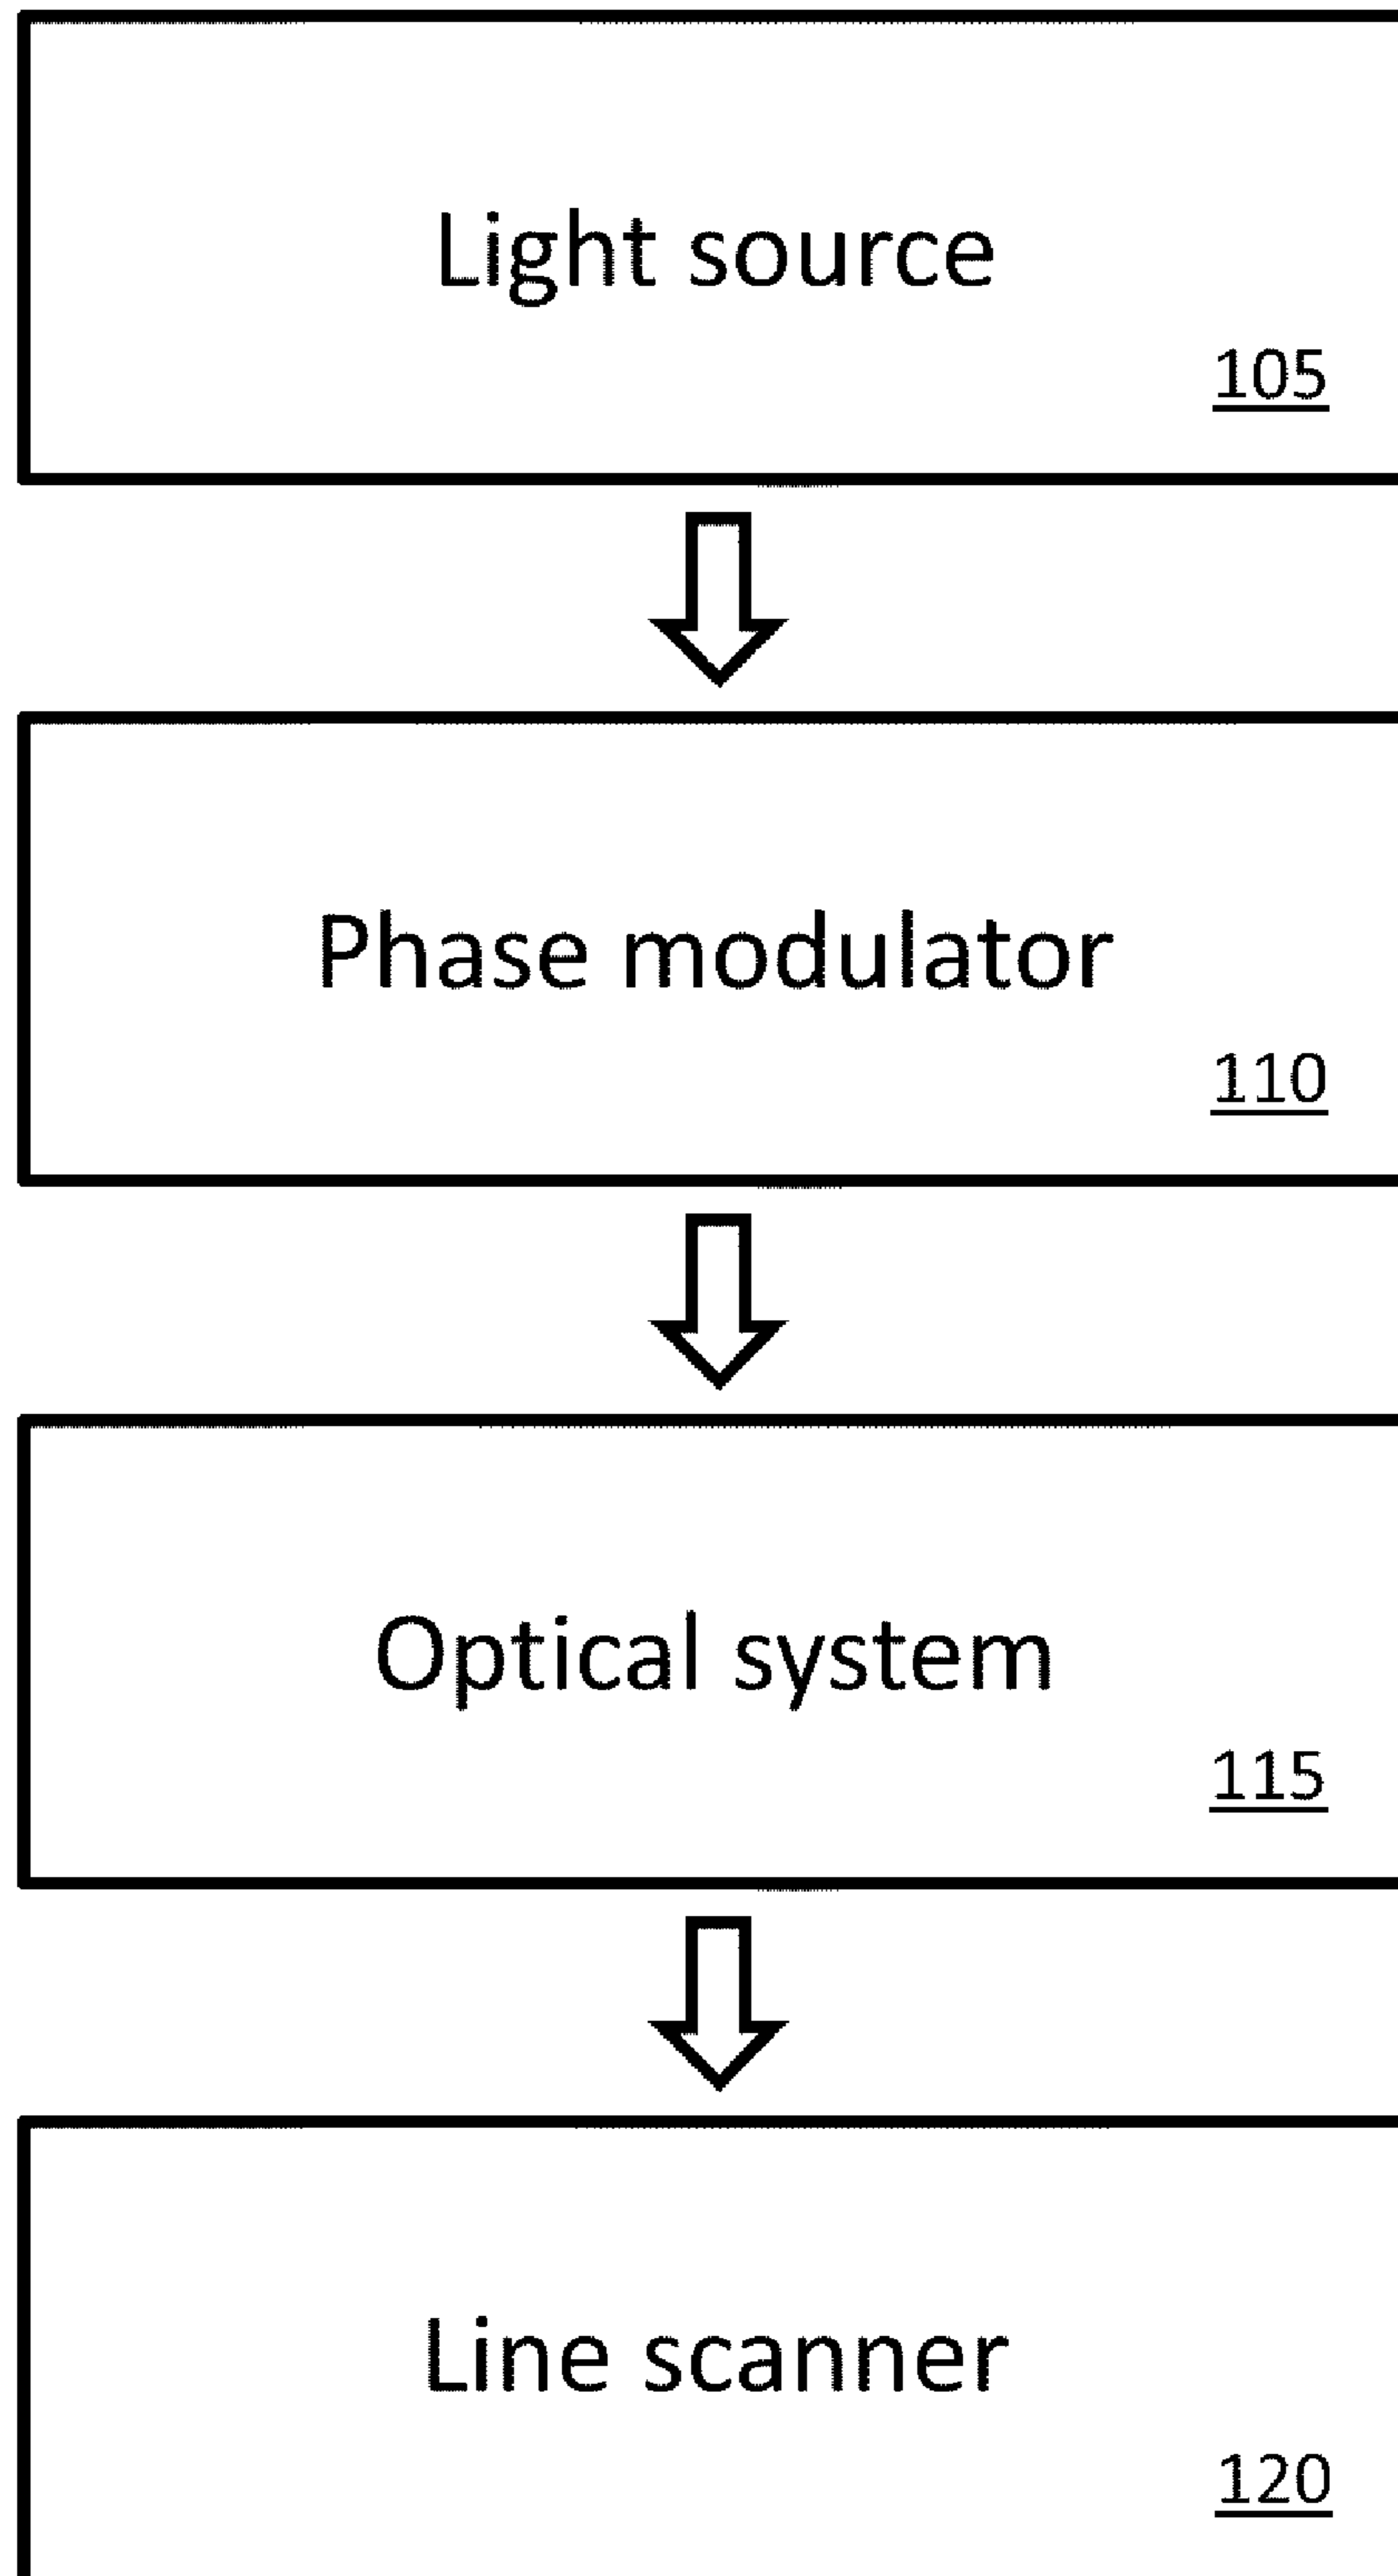 Light source
105
Phase modulator
110
Optical system
115
Line scanner
120